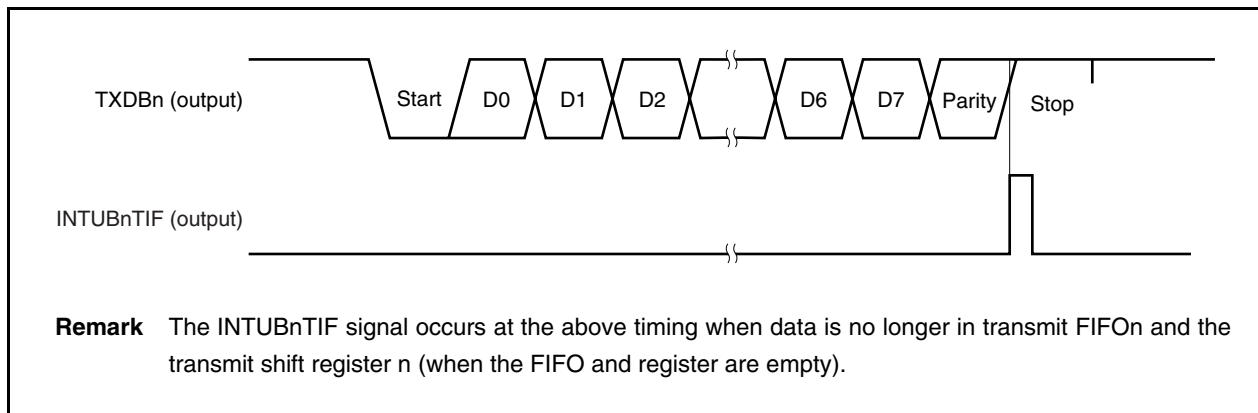 TXDBn (output)
Start D0 D1 D2 D6 D7 Parity Stop
INTUBnTIF (output)
Remark The INTUBnTIF signal occurs at the above timing when data is no longer in transmit FIFOn and the
transmit shift register n (when the FIFO and register are empty).